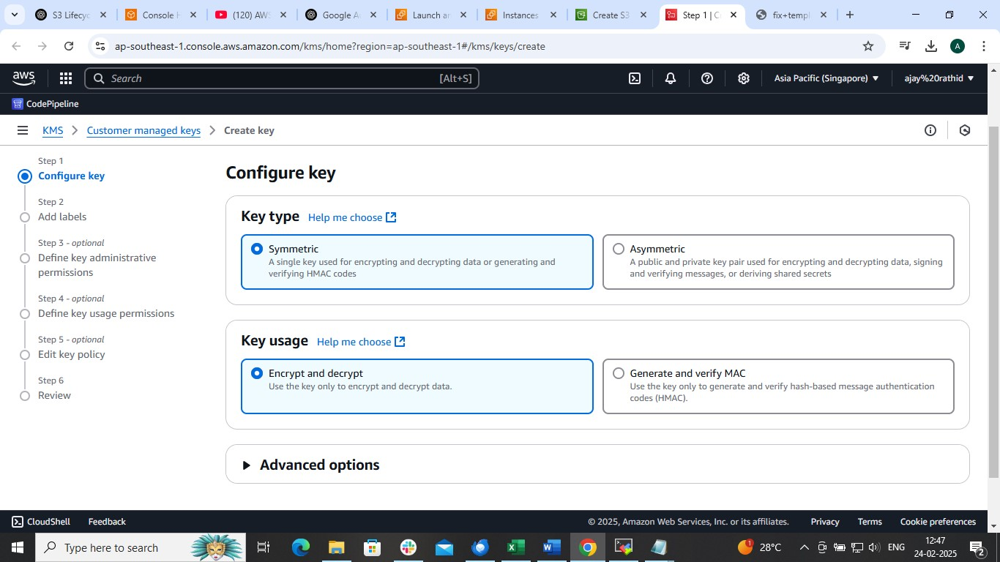 S3 Lifecyc
Console H
(120) AWS
Google A
Launch an
Instances
Create S3
Step 1 | C
fix+templ
ap-southeast-1.console.aws.amazon.com/kms/home?region=ap-southeast-1#/kms/keys/create
A
aws
Search
[Alt+S]
Asia Pacific (Singapore)
ajay%20rathid
CodePipeline
KMS
Customer managed keys
Create key
Step 1
Configure key
Step 2
Add labels
Step 3 - optional
Define key administrative
permissions
Step 4 - optional
Define key usage permissions
Step 5 - optional
Edit key policy
Step 6
Review
Configure key
Key type Help me choose
Symmetric
A single key used for encrypting and decrypting data or generating and
verifying HMAC codes
Asymmetric
A public and private key pair used for encrypting and decrypting data, signing
and verifying messages, or deriving shared secrets
Key usage Help me choose
Encrypt and decrypt
Use the key only to encrypt and decrypt data.
Generate and verify MAC
Use the key only to generate and verify hash-based message authentication
codes (HMAC).
Advanced options
CloudShell
Feedback
© 2025, Amazon Web Services, Inc. or its affiliates.
Privacy
Terms
Cookie preferences
Type here to search
1
28°C
ENG
12:47
24-02-2025
2